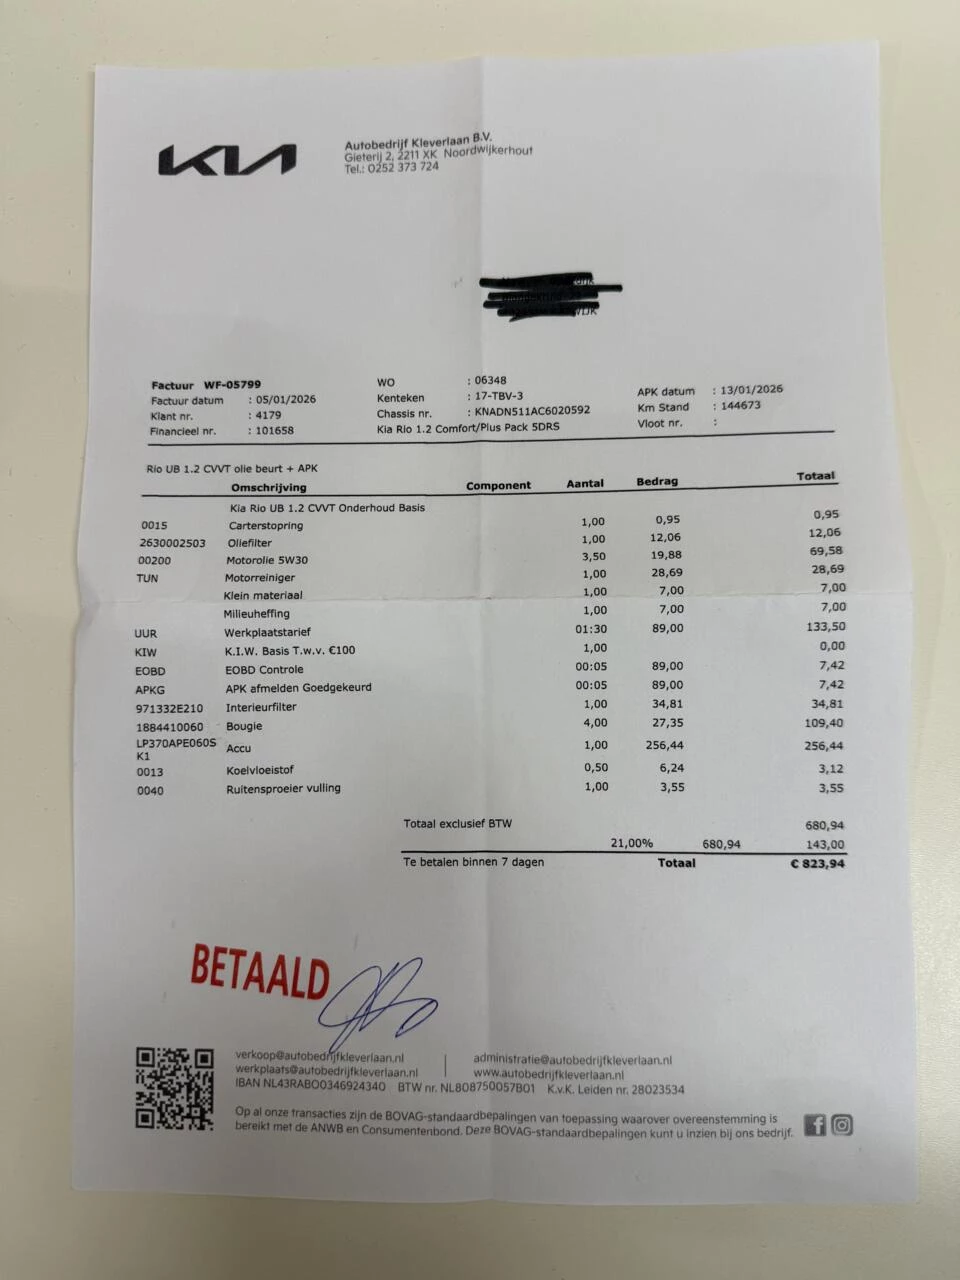 KIA
Autobedrijf Kleverlaan B.V.
Gieterij 2, 2211 XK Noordwijkerhout
Tel.: 0252 373 724
Factuur WF-05799
Factuur datum : 05/01/2026
Klant nr. : 4179
Financieel nr. : 101658
WO : 06348
Kenteken : 17-TBV-3
Chassis nr. : KNADN511AC6020592
Kia Rio 1.2 Comfort/Plus Pack 5DRS
APK datum : 13/01/2026
Km Stand : 144673
Vloot nr. :
Rio UB 1.2 CVVT olie beurt + APK
Omschrijving Component Aantal Bedrag Totaal
Kia Rio UB 1.2 CVVT Onderhoud Basis
0015 Carterstopring 1,00 0,95 0,95
2630002503 Oliefilter 1,00 12,06 12,06
00200 Motorolie 5W30 3,50 19,88 69,58
TUN Motorreiniger 1,00 28,69 28,69
Klein materiaal 1,00 7,00 7,00
Milieuheffing 1,00 7,00 7,00
UUR Werkplaatstarief 01:30 89,00 133,50
KIW K.I.W. Basis T.w.v. €100 1,00 0,00
EOBD EOBD Controle 00:05 89,00 7,42
APKG APK afmelden Goedgekeurd 00:05 89,00 7,42
971332E210 Interieurfilter 1,00 34,81 34,81
1884410060 Bougie 4,00 27,35 109,40
LP370APE060S
K1 Accu 1,00 256,44 256,44
0013 Koelvloeistof 0,50 6,24 3,12
0040 Ruitensproeier vulling 1,00 3,55 3,55
Totaal exclusief BTW 680,94
21,00% 680,94 143,00
Te betalen binnen 7 dagen Totaal € 823,94
BETAALD
verkoop@autobedrijfkleverlaan.nl | administratie@autobedrijfkleverlaan.nl
werkplaats@autobedrijfkleverlaan.nl | www.autobedrijfkleverlaan.nl
IBAN NL43RABO0346924340 BTW nr. NL808750057B01 K.v.K. Leiden nr. 28023534
Op al onze transacties zijn de BOVAG-standaardbepalingen van toepassing waarover overeenstemming is
bereikt met de ANWB en Consumentenbond. Deze BOVAG-standaardbepalingen kunt u inzien bij ons bedrijf.